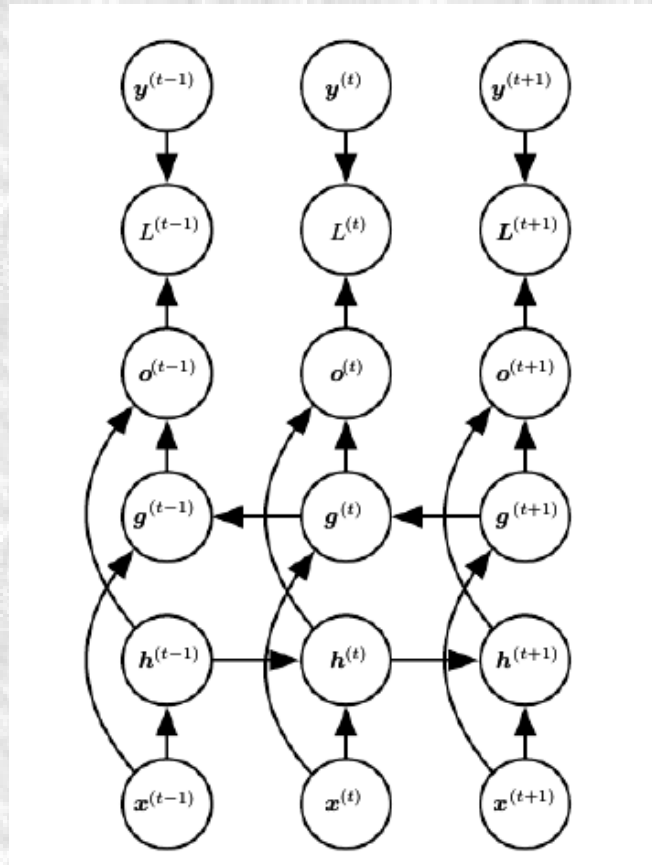 y^(t−1) y^(t) y^(t+1)
L^(t−1) L^(t) L^(t+1)
o^(t−1) o^(t) o^(t+1)
g^(t−1) g^(t) g^(t+1)
h^(t−1) h^(t) h^(t+1)
x^(t−1) x^(t) x^(t+1)